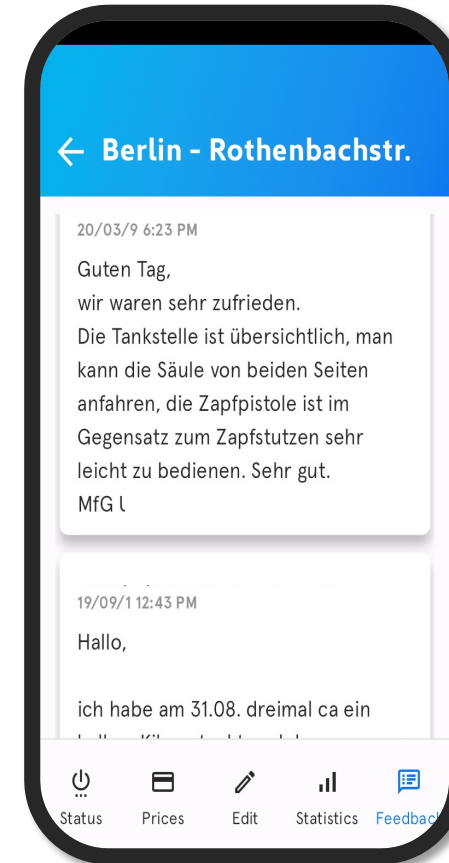 Berlin - Rothenbachstr.
20/03/9 6:23 PM
Guten Tag,
wir waren sehr zufrieden.
Die Tankstelle ist übersichtlich, man
kann die Säule von beiden Seiten
anfahren, die Zapfpistole ist im
Gegensatz zum Zapfstutzen sehr
leicht zu bedienen. Sehr gut.
MfG
19/09/1 12:43 PM
Hallo,
ich habe am 31.08. dreimal ca ein
Status Prices Edit Statistics Feedbac